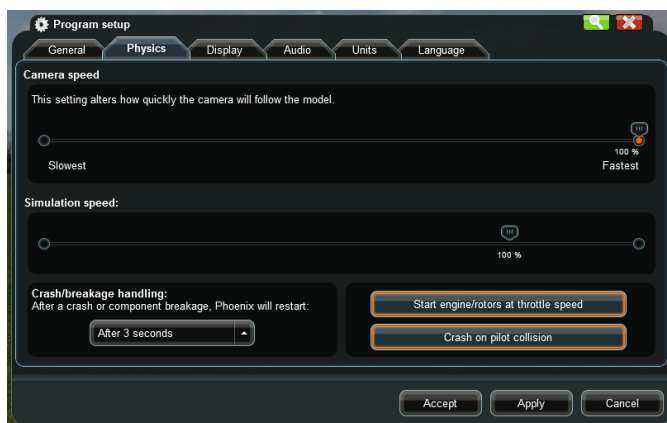 Program setup
General Physics Display Audio Units Language
Camera speed
This setting alters how quickly the camera will follow the model.
100 %
Slowest Fastest
Simulation speed:
100 %
Crash/breakage handling:
After a crash or component breakage, Phoenix will restart:
After 3 seconds
Start engine/rotors at throttle speed
Crash on pilot collision
Accept Apply Cancel